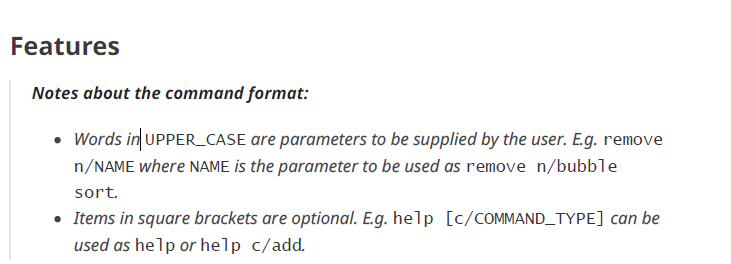 Features
Notes about the command format:
• Words in UPPER_CASE are parameters to be supplied by the user. E.g. remove
n/NAME where NAME is the parameter to be used as remove n/bubble
sort.
• Items in square brackets are optional. E.g. help [c/COMMAND_TYPE] can be
used as help or help c/add.